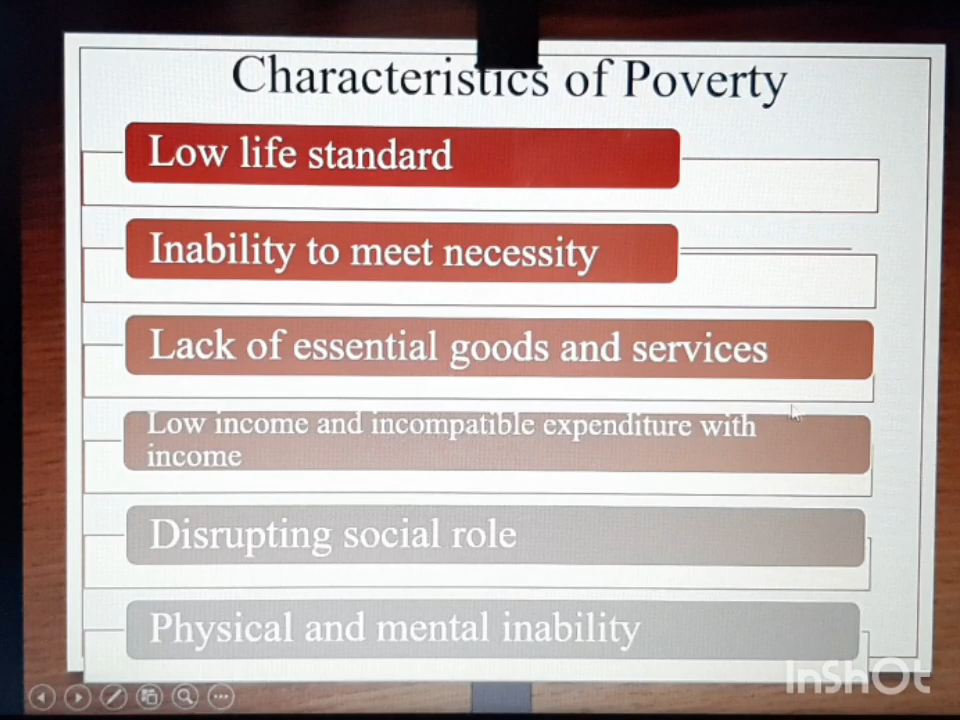 Characteristics of Poverty
Low life standard
Inability to meet necessity
Lack of essential goods and services
Low income and incompatible expenditure with
income
Disrupting social role
Physical and mental inability
InShOt